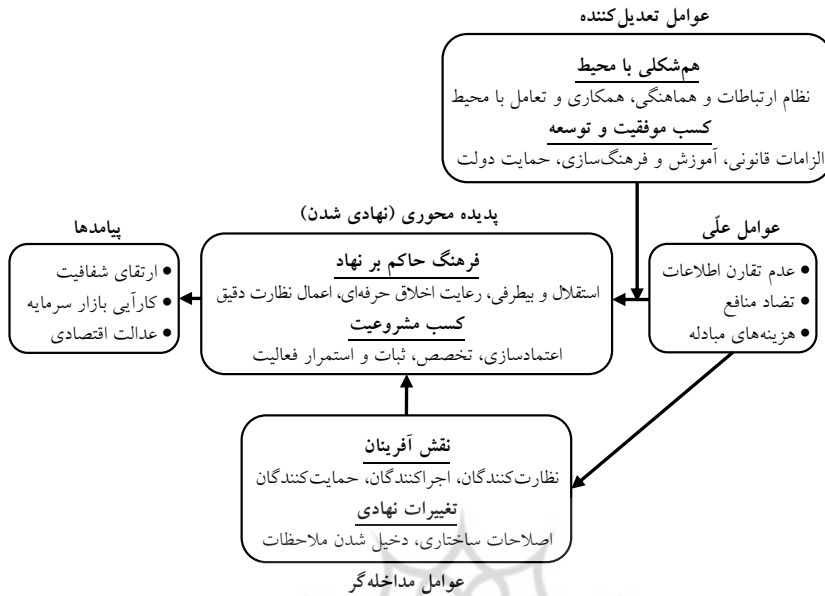 عوامل تعدیل‌کننده
هم‌شکلی با محیط
نظام ارتباطات و هماهنگی، همکاری و تعامل با محیط
کسب موفقیت و توسعه
الزامات قانونی، آموزش و فرهنگ‌سازی، حمایت دولت
عوامل علّی
● عدم تقارن اطلاعات
● تضاد منافع
● هزینه‌های مبادله
پدیده محوری (نهادی شدن)
فرهنگ حاکم بر نهاد
استقلال و بیطرفی، رعایت اخلاق حرفه‌ای، اعمال نظارت دقیق
کسب مشروعیت
اعتمادسازی، تخصص، ثبات و استمرار فعالیت
پیامدها
● ارتقای شفافیت
● کارآیی بازار سرمایه
● عدالت اقتصادی
نقش آفرینان
نظارت‌کنندگان، اجراکنندگان، حمایت‌کنندگان
تغییرات نهادی
اصلاحات ساختاری، دخیل شدن ملاحظات
عوامل مداخله‌گر